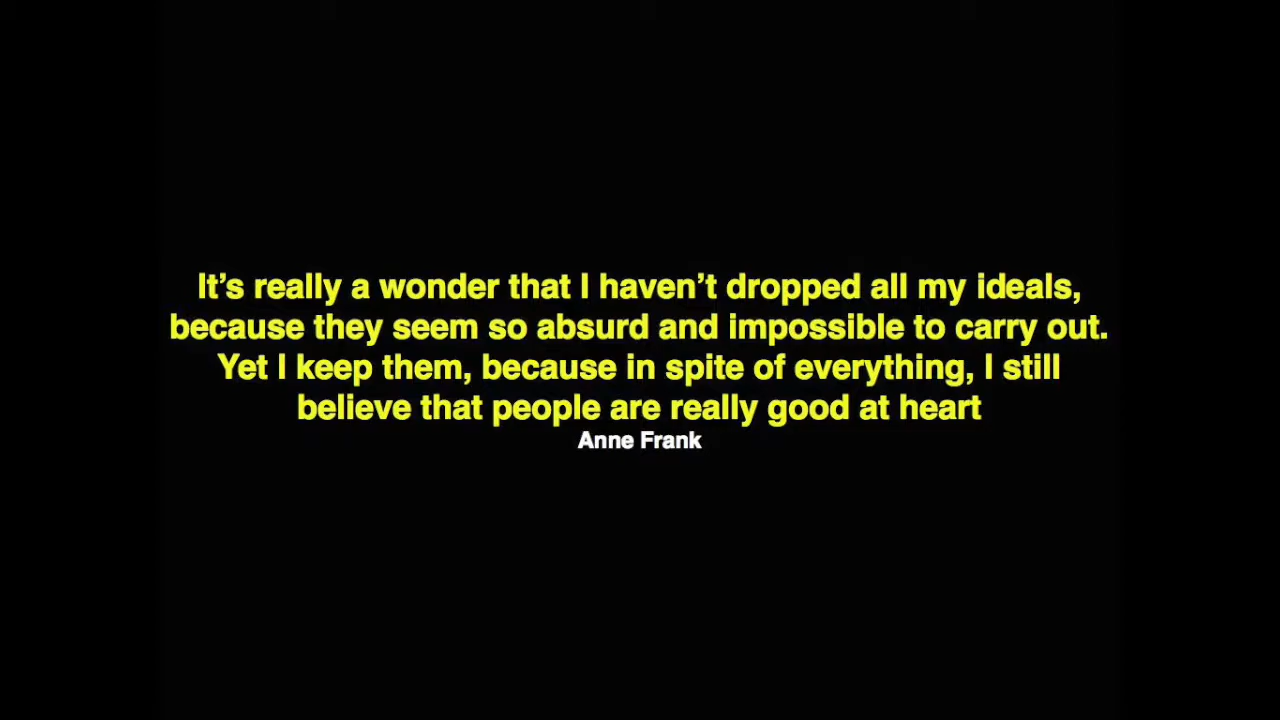 It’s really a wonder that I haven’t dropped all my ideals,
because they seem so absurd and impossible to carry out.
Yet I keep them, because in spite of everything, I still
believe that people are really good at heart
Anne Frank